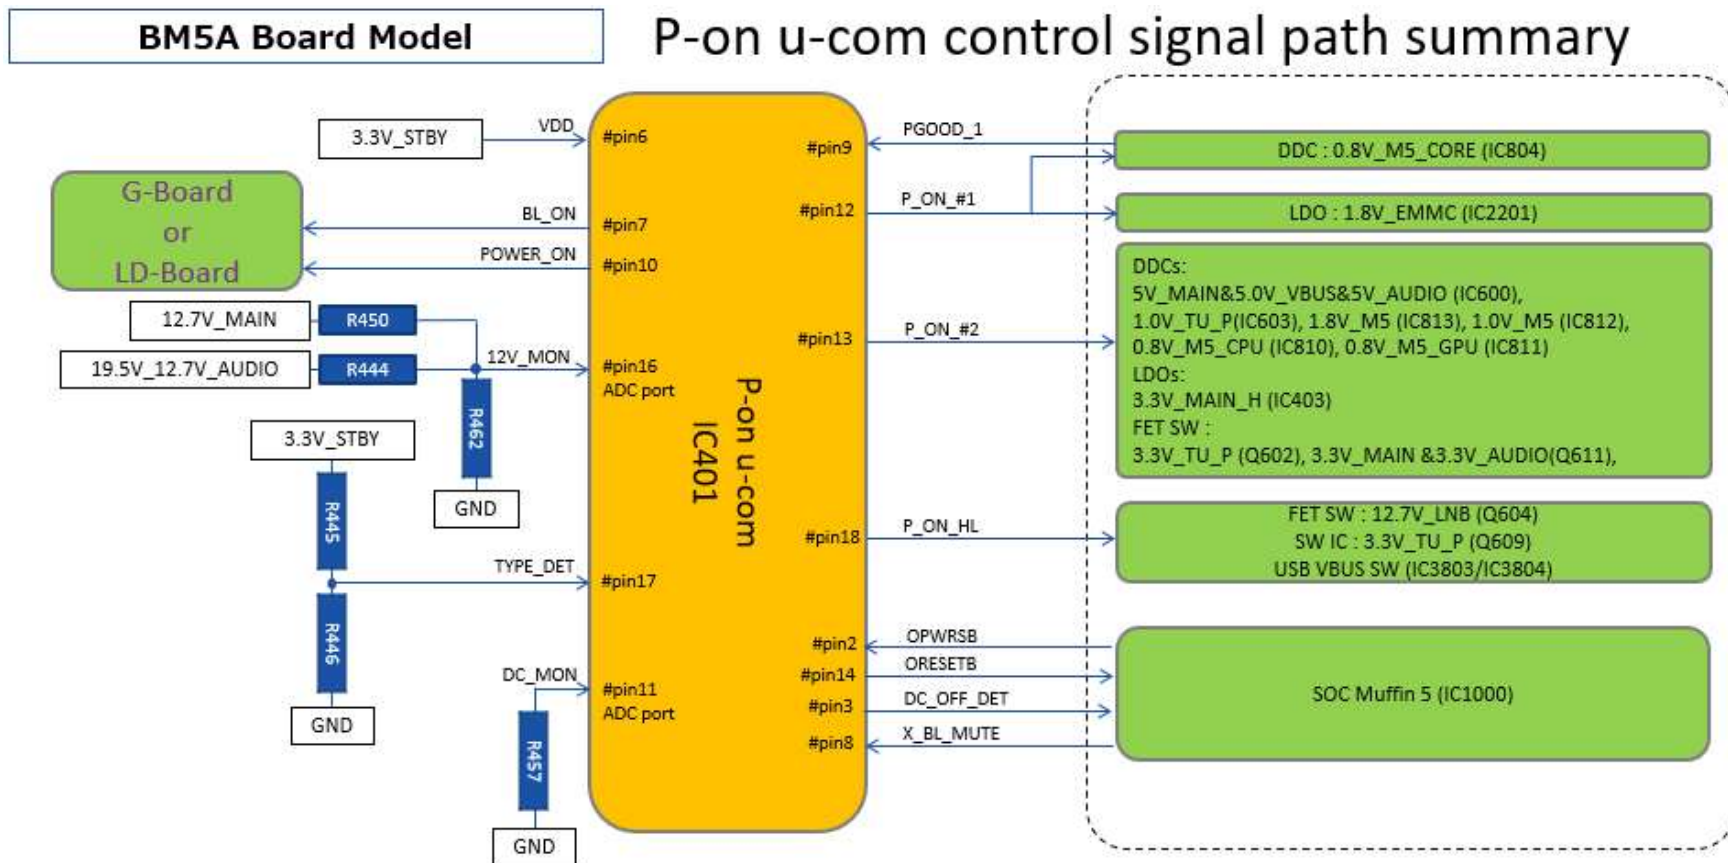 BM5A Board Model
P-on u-com control signal path summary
3.3V_STBY
VDD
#pin6
G-Board
or
LD-Board
BL_ON
#pin7
POWER_ON
#pin10
12.7V_MAIN
R450
19.5V_12.7V_AUDIO
R444
12V_MON
#pin16
ADC port
R462
GND
3.3V_STBY
R445
TYPE_DET
#pin17
R446
GND
DC_MON
#pin11
ADC port
R457
GND
P-on u-com
IC401
#pin9
PGOOD_1
DDC : 0.8V_M5_CORE (IC804)
#pin12
P_ON_#1
LDO : 1.8V_EMMC (IC2201)
#pin13
P_ON_#2
DDCs:
5V_MAIN&5.0V_VBUS&5V_AUDIO (IC600),
1.0V_TU_P(IC603), 1.8V_M5 (IC813), 1.0V_M5 (IC812),
0.8V_M5_CPU (IC810), 0.8V_M5_GPU (IC811)
LDOs:
3.3V_MAIN_H (IC403)
FET SW :
3.3V_TU_P (Q602), 3.3V_MAIN &3.3V_AUDIO(Q611),
#pin18
P_ON_HL
FET SW : 12.7V_LNB (Q604)
SW IC : 3.3V_TU_P (Q609)
USB VBUS SW (IC3803/IC3804)
#pin2
OPWRSB
#pin14
ORESETB
#pin3
DC_OFF_DET
#pin8
X_BL_MUTE
SOC Muffin 5 (IC1000)